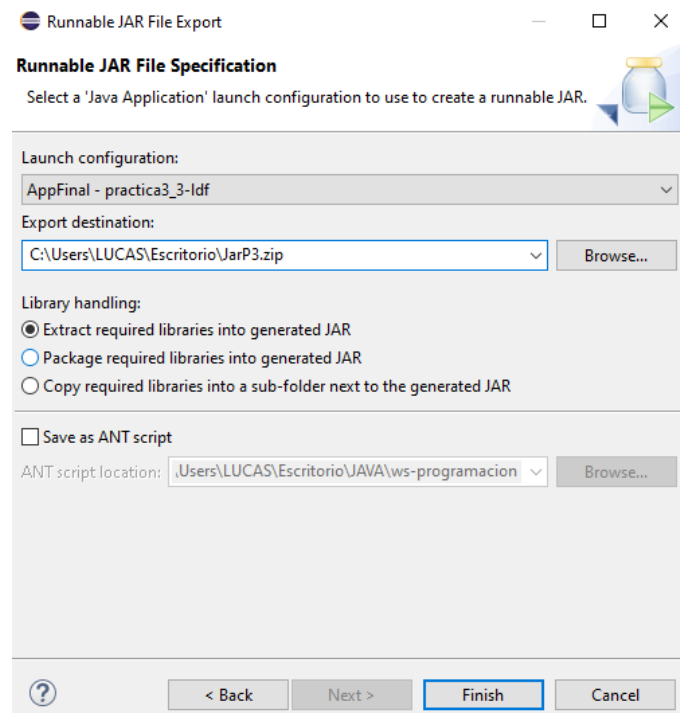 Runnable JAR File Export
Runnable JAR File Specification
Select a 'Java Application' launch configuration to use to create a runnable JAR.
Launch configuration:
AppFinal - practica3_3-ldf
Export destination:
C:\Users\LUCAS\Escritorio\JarP3.zip
Browse...
Library handling:
Extract required libraries into generated JAR
Package required libraries into generated JAR
Copy required libraries into a sub-folder next to the generated JAR
Save as ANT script
ANT script location:
.Users\LUCAS\Escritorio\JAVA\ws-programacion
Browse...
?
< Back
Next >
Finish
Cancel